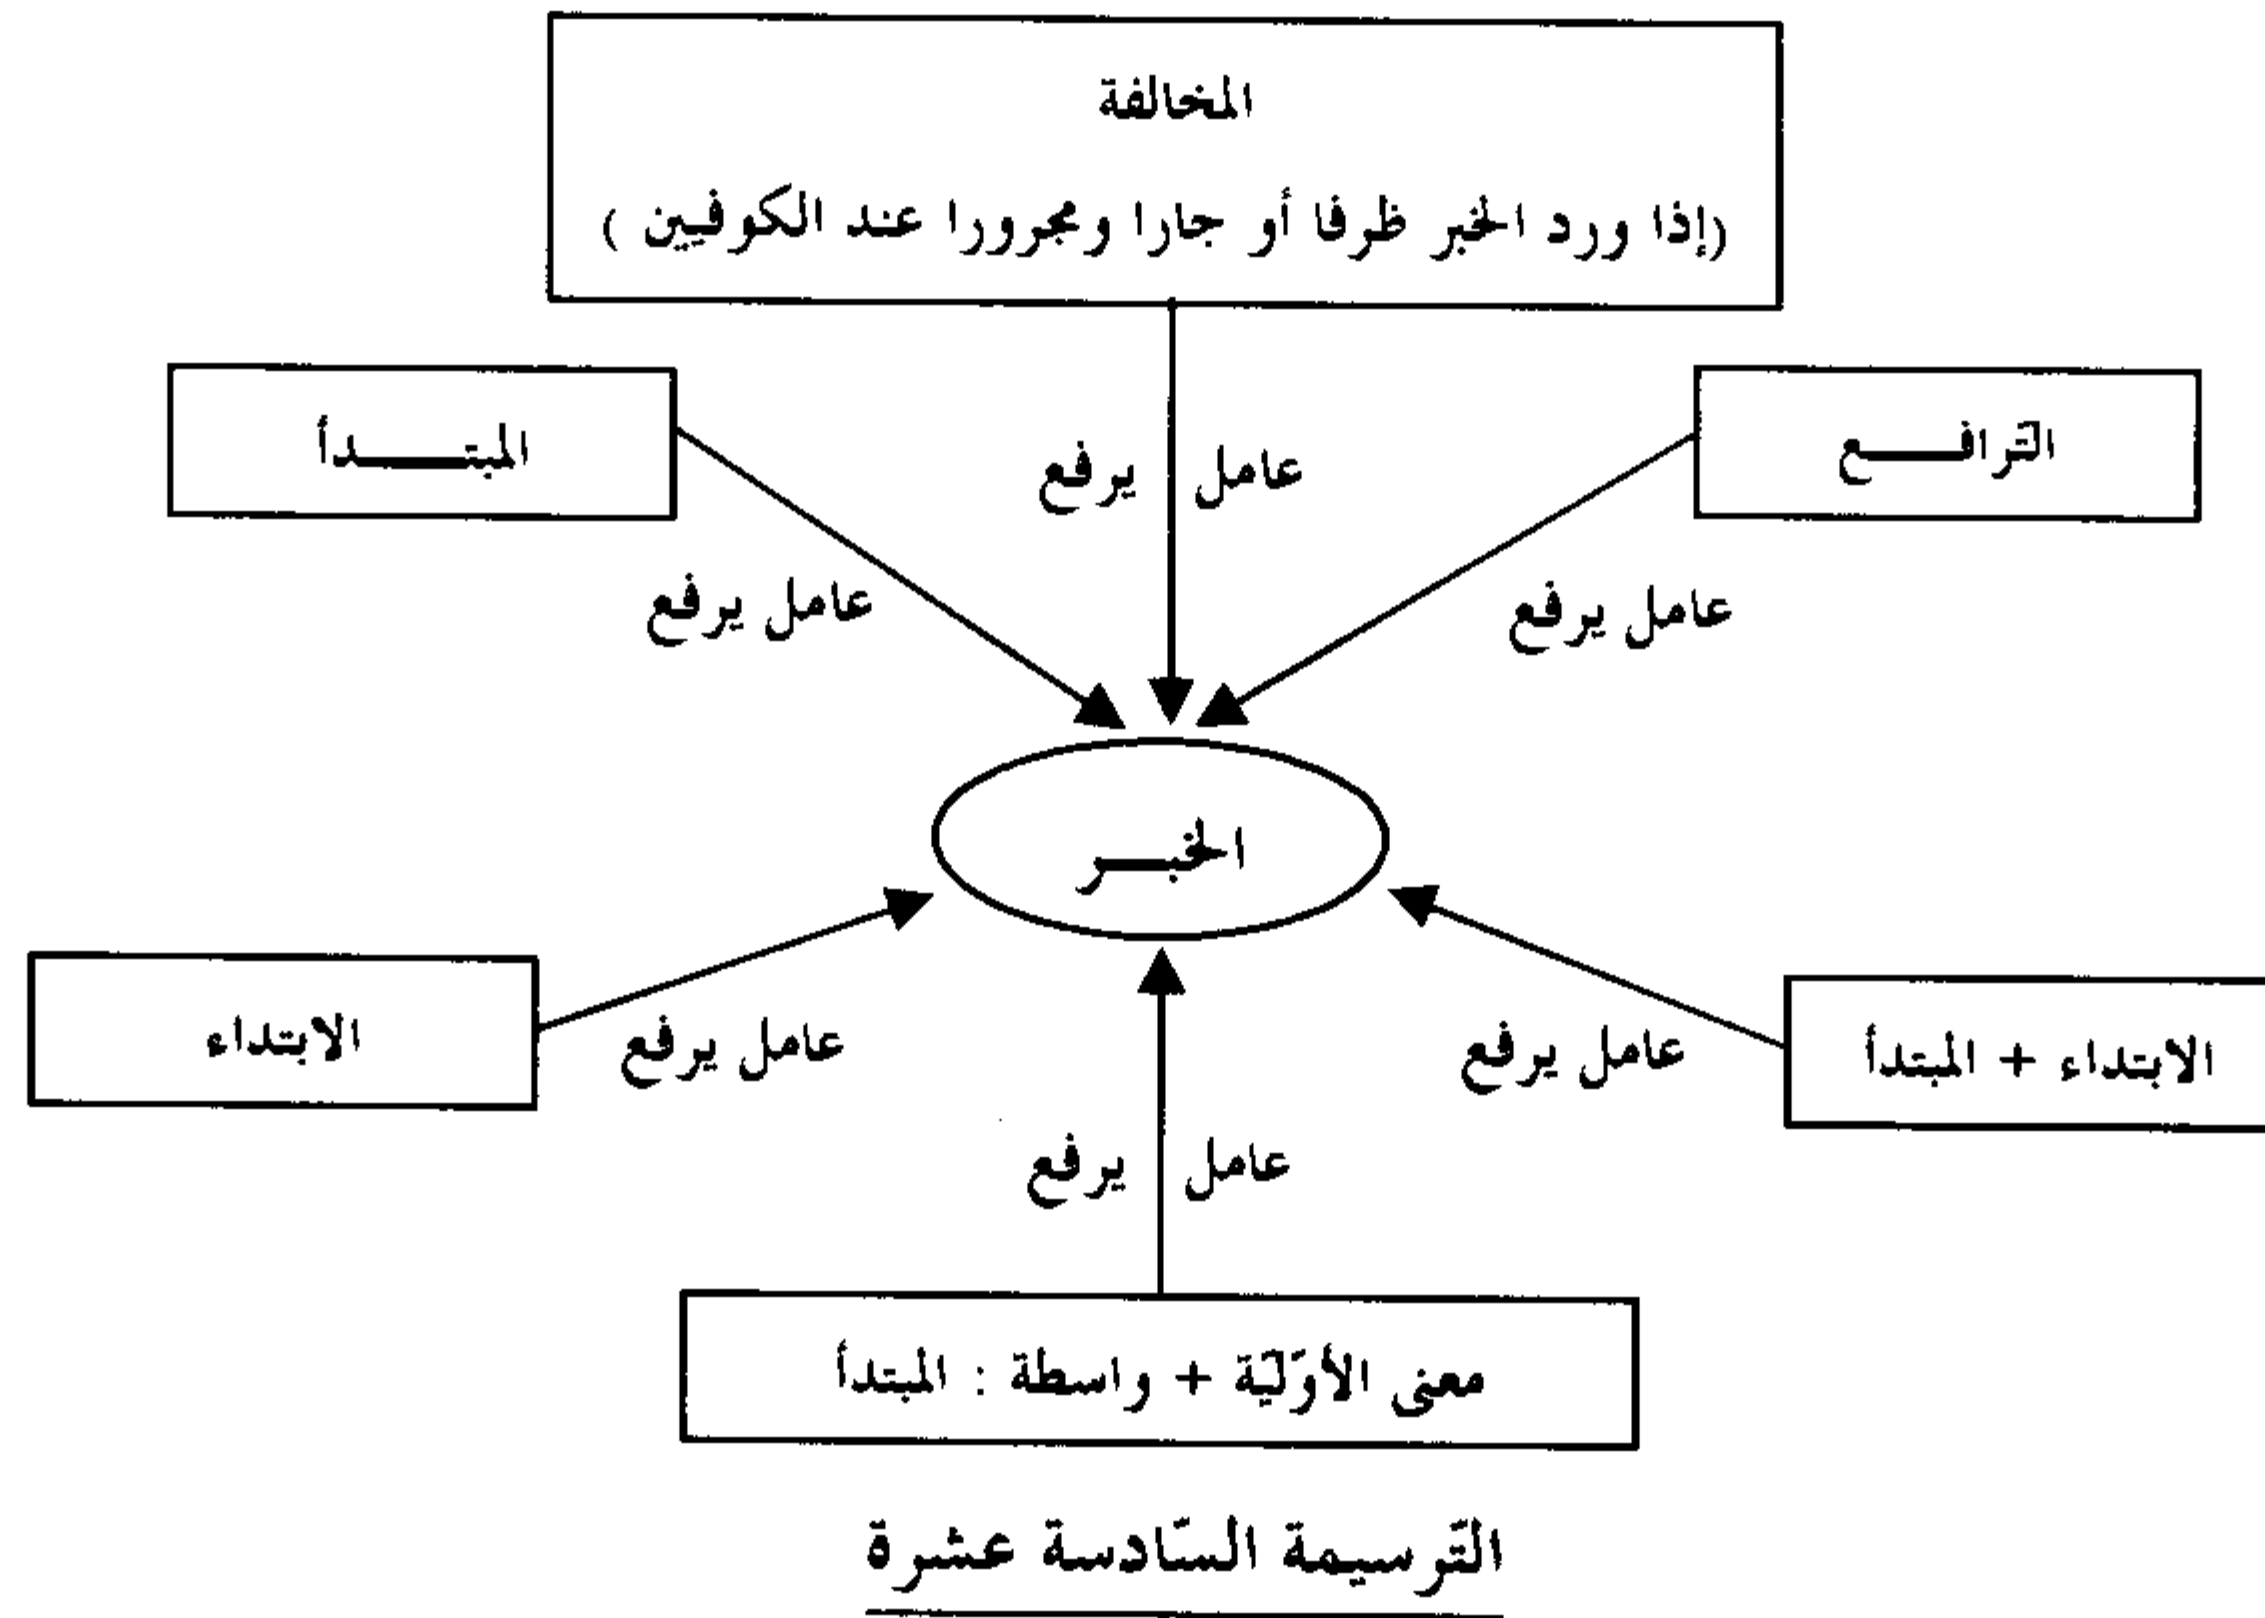 المخالفة
(إذا ورد الخبر ظرفا أو جارا ومجرورا عند الكوفيين )
الترافـــــع
المبتـــــدأ
عامل يرفع
عامل يرفع
عامل يرفع
الخبـــر
الابتداء + المبتدأ
الابتداء
عامل يرفع
عامل يرفع
عامل يرفع
معنى الأوّليّة + واسطة : المبتدأ
التّرسيمة السّادسة عشرة